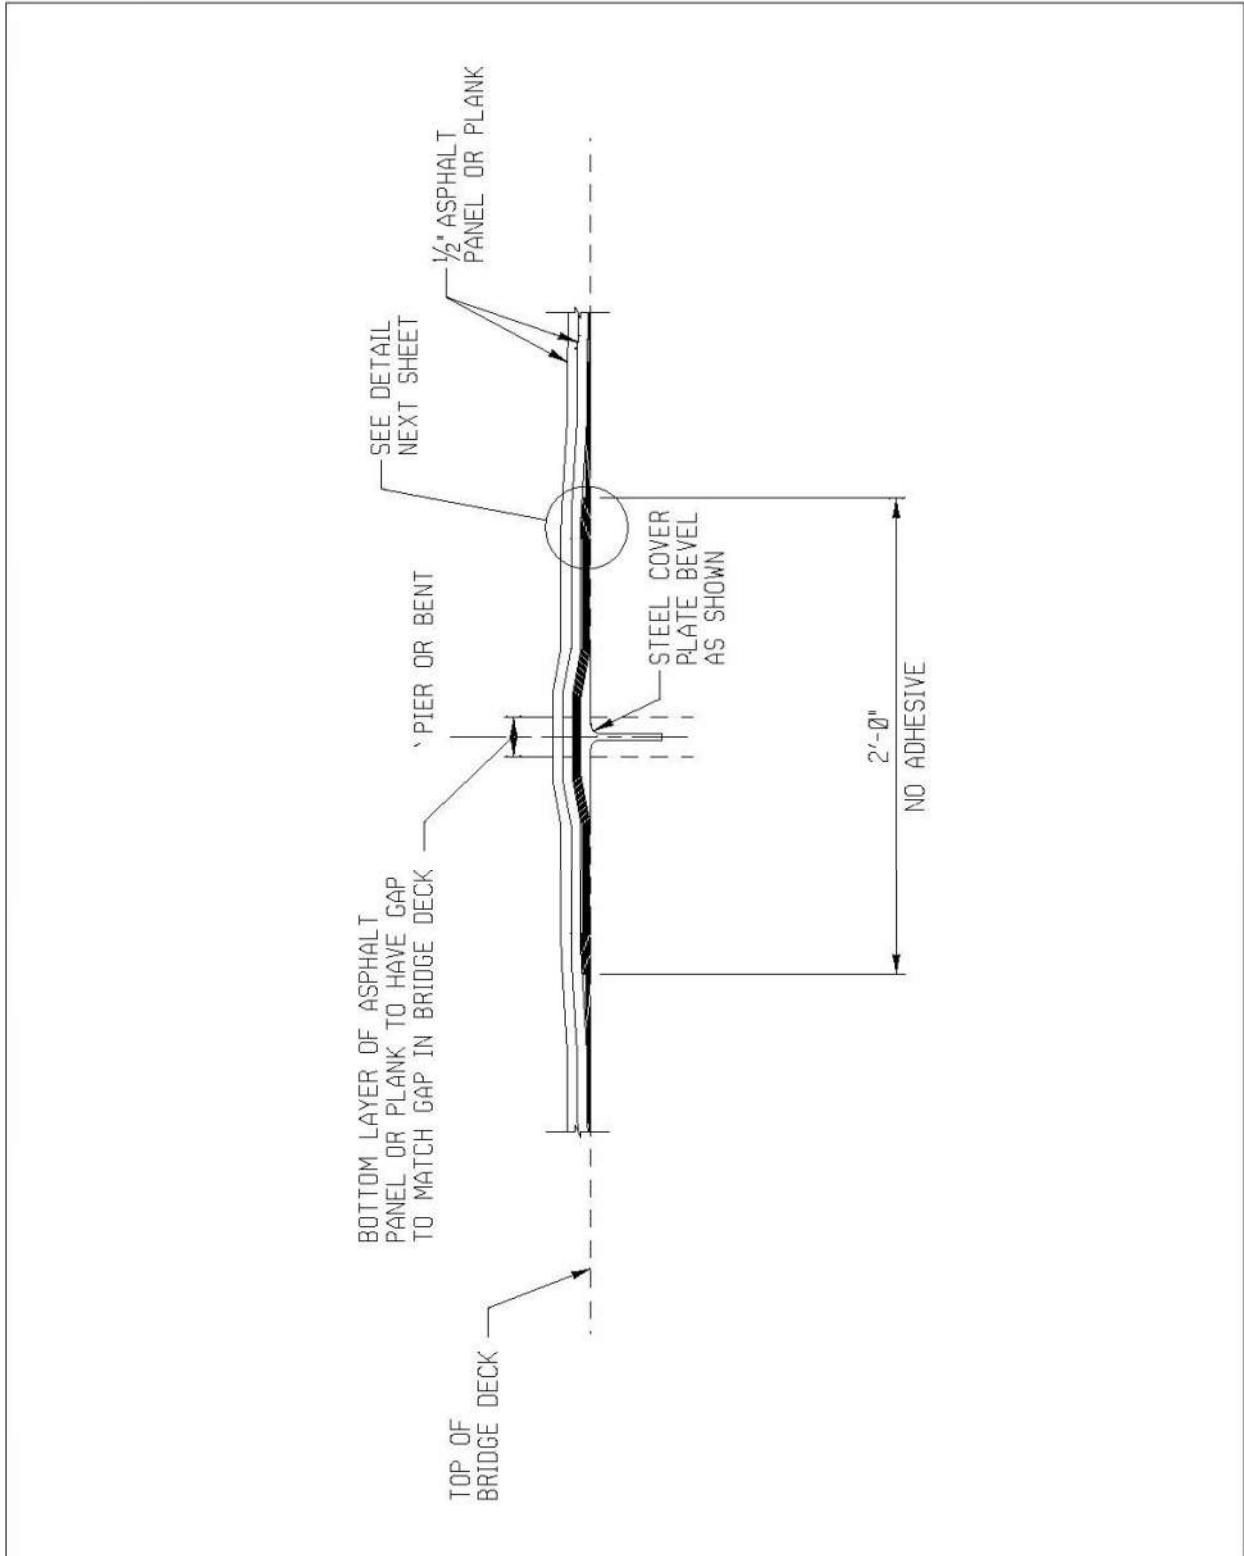 TOP OF
BRIDGE DECK
BOTTOM LAYER OF ASPHALT
PANEL OR PLANK TO HAVE GAP
TO MATCH GAP IN BRIDGE DECK
`PIER OR BENT
SEE DETAIL
NEXT SHEET
1/2" ASPHALT
PANEL OR PLANK
STEEL COVER
PLATE BEVEL
AS SHOWN
2'-0"
NO ADHESIVE